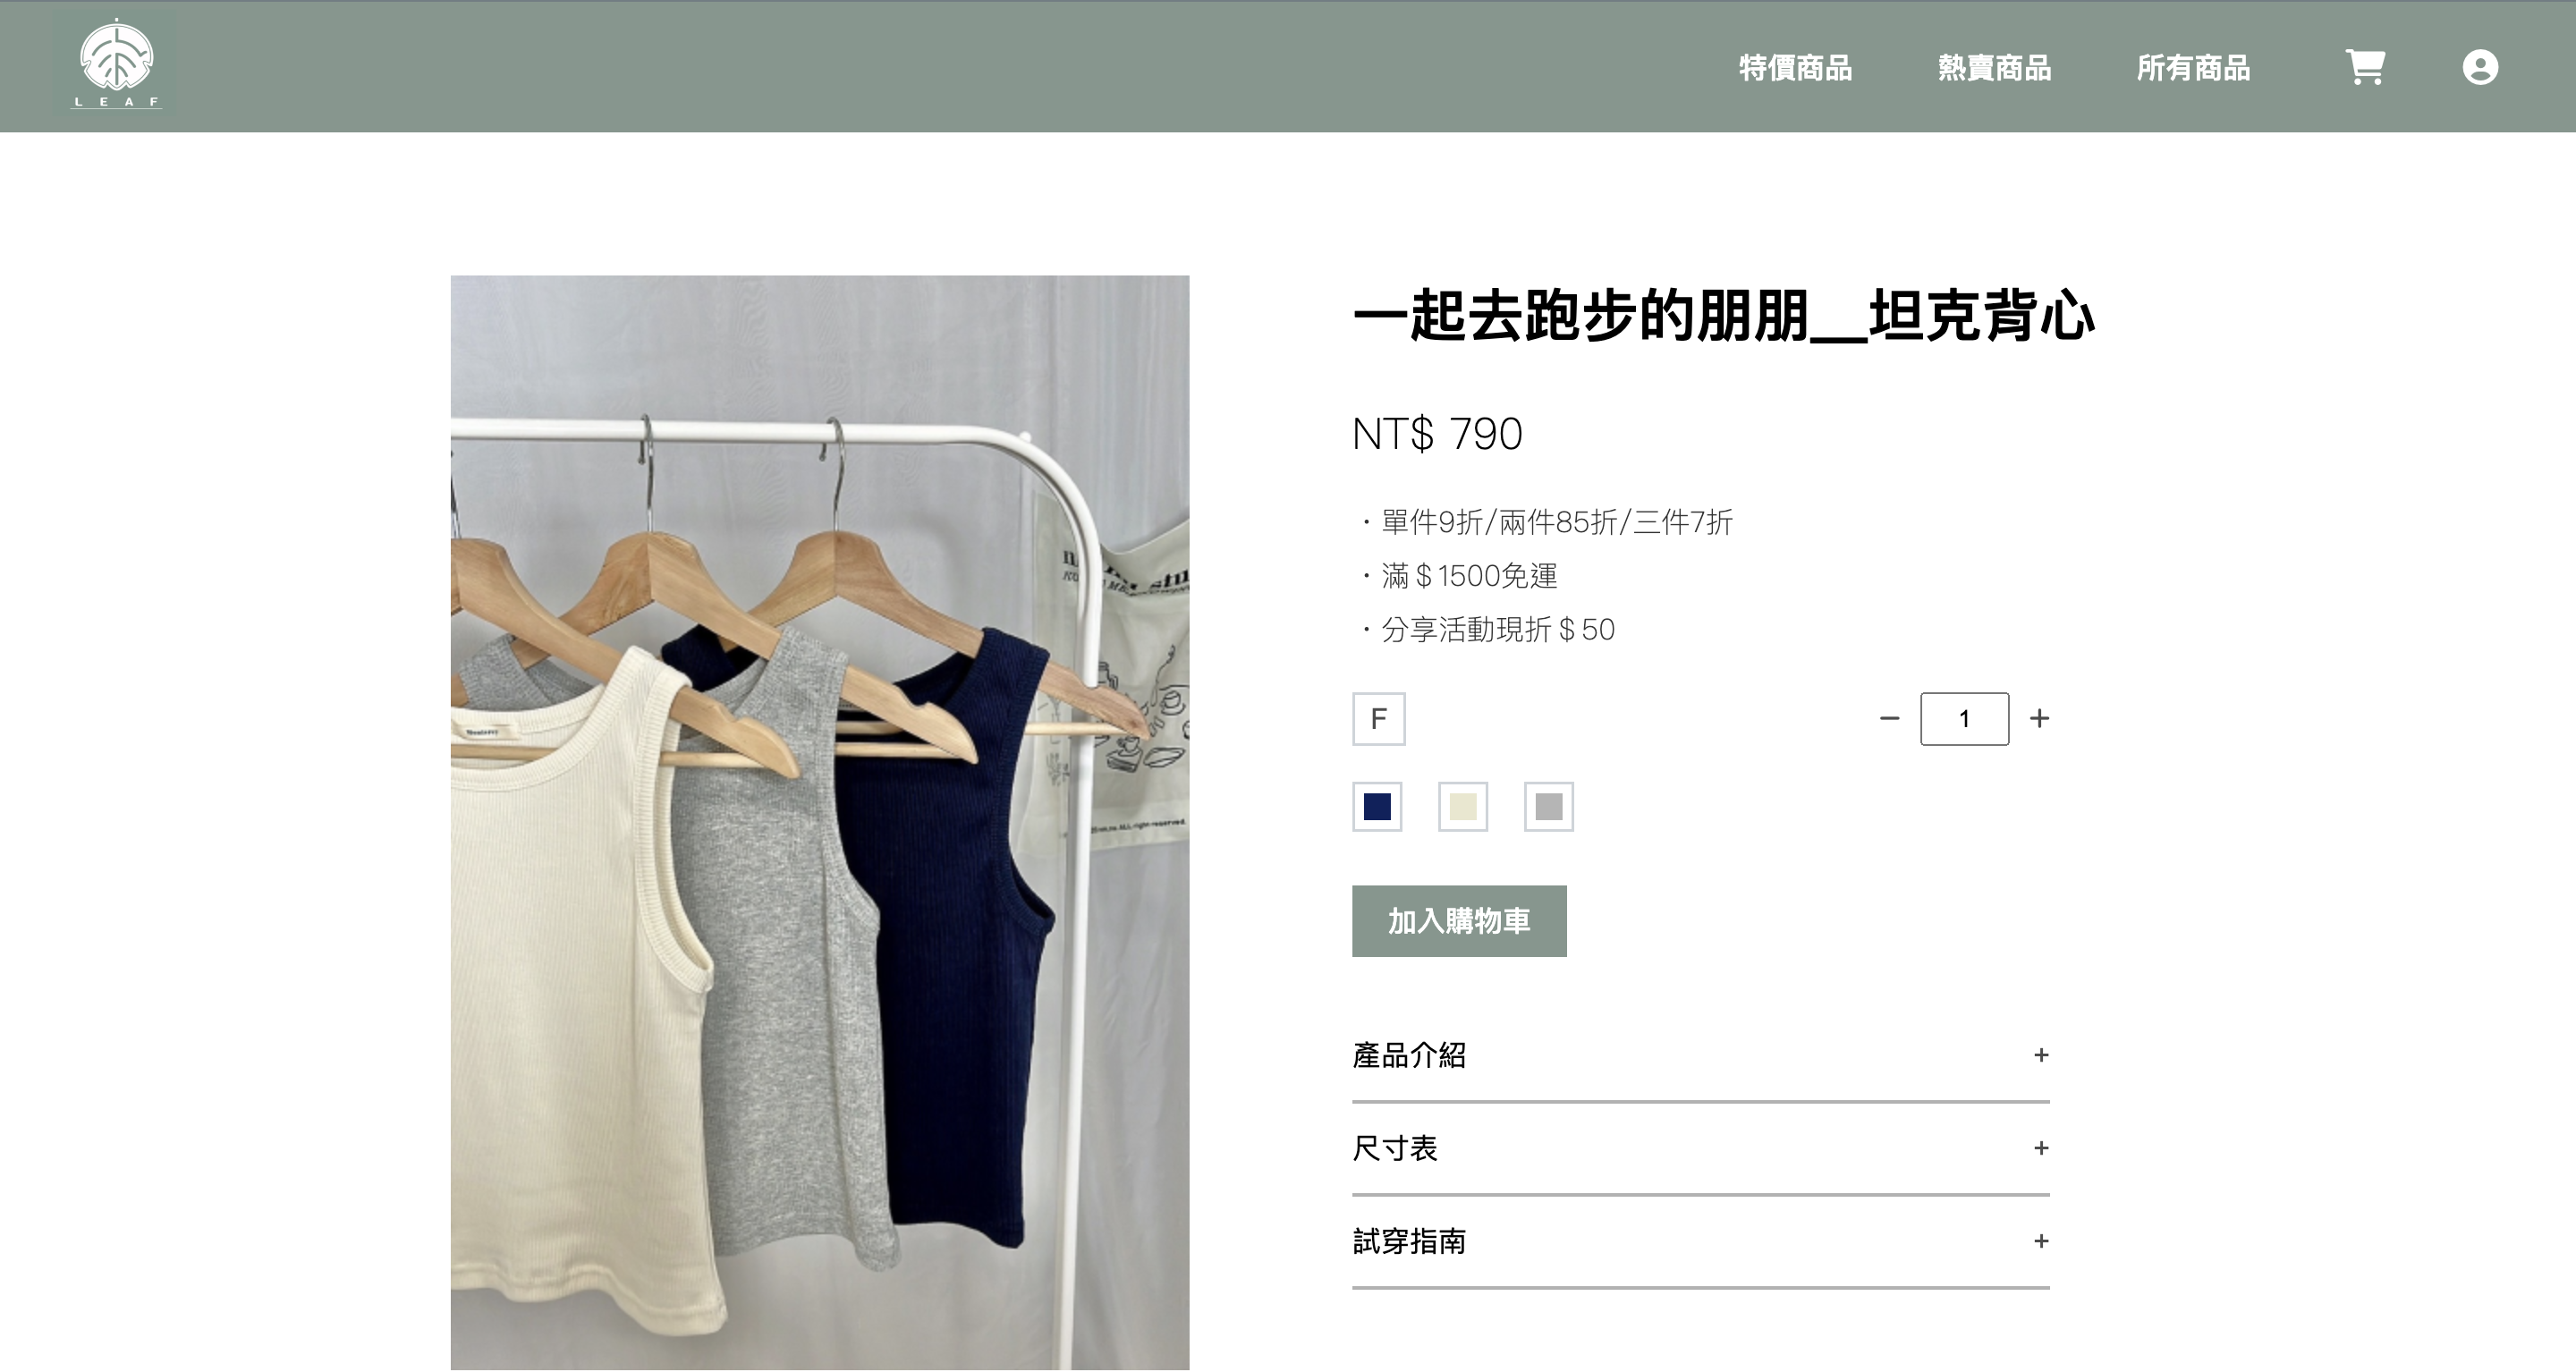 LEAF
特價商品
熱賣商品
所有商品
一起去跑步的朋朋__坦克背心
NT$ 790
・單件9折/兩件85折/三件7折
・滿＄1500免運
・分享活動現折＄50
F
− 1 +
加入購物車
產品介紹 +
尺寸表 +
試穿指南 +